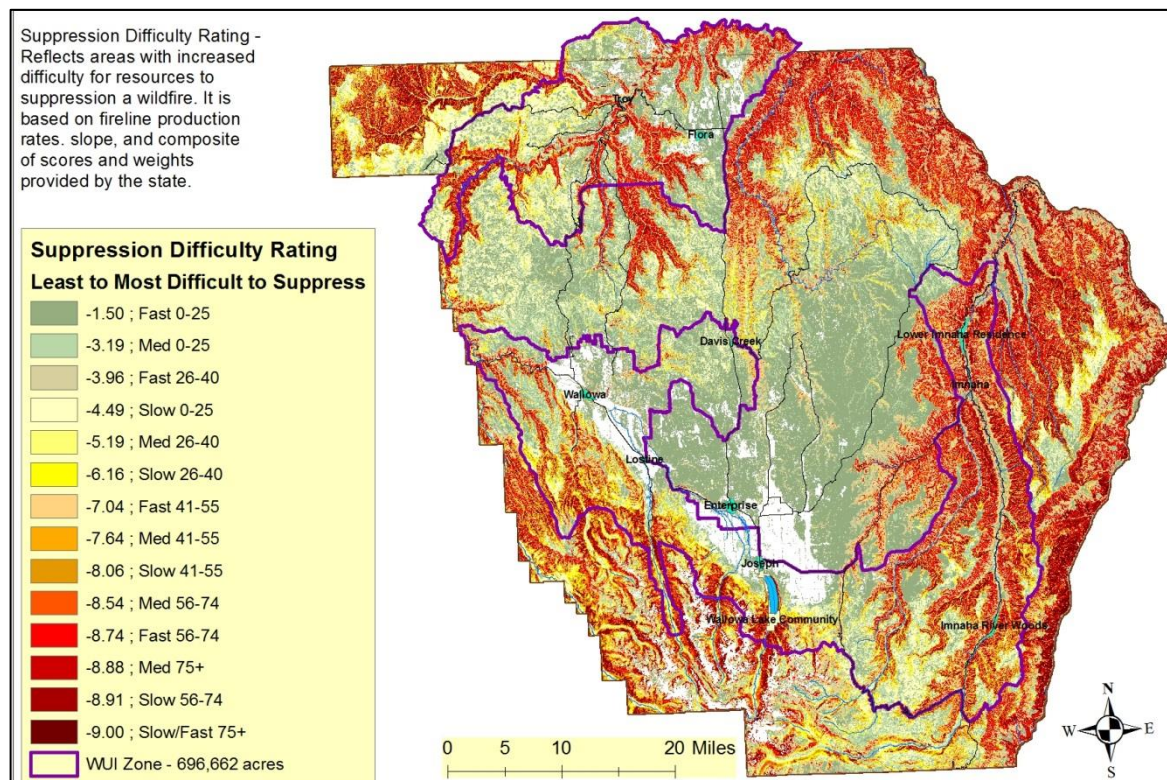 Suppression Difficulty Rating -
Reflects areas with increased
difficulty for resources to
suppression a wildfire. It is
based on fireline production
rates. slope, and composite
of scores and weights
provided by the state.
Suppression Difficulty Rating
Least to Most Difficult to Suppress
-1.50 ; Fast 0-25
-3.19 ; Med 0-25
-3.96 ; Fast 26-40
-4.49 ; Slow 0-25
-5.19 ; Med 26-40
-6.16 ; Slow 26-40
-7.04 ; Fast 41-55
-7.64 ; Med 41-55
-8.06 ; Slow 41-55
-8.54 ; Med 56-74
-8.74 ; Fast 56-74
-8.88 ; Med 75+
-8.91 ; Slow 56-74
-9.00 ; Slow/Fast 75+
WUI Zone - 696,662 acres
Troy
Flora
Lower Imnaha Residence
Davis Creek
Imnaha
Wallowa
Lostine
Enterprise
Joseph
Wallowa Lake Community
Imnaha River Woods
0 5 10 20 Miles
N
W E
S